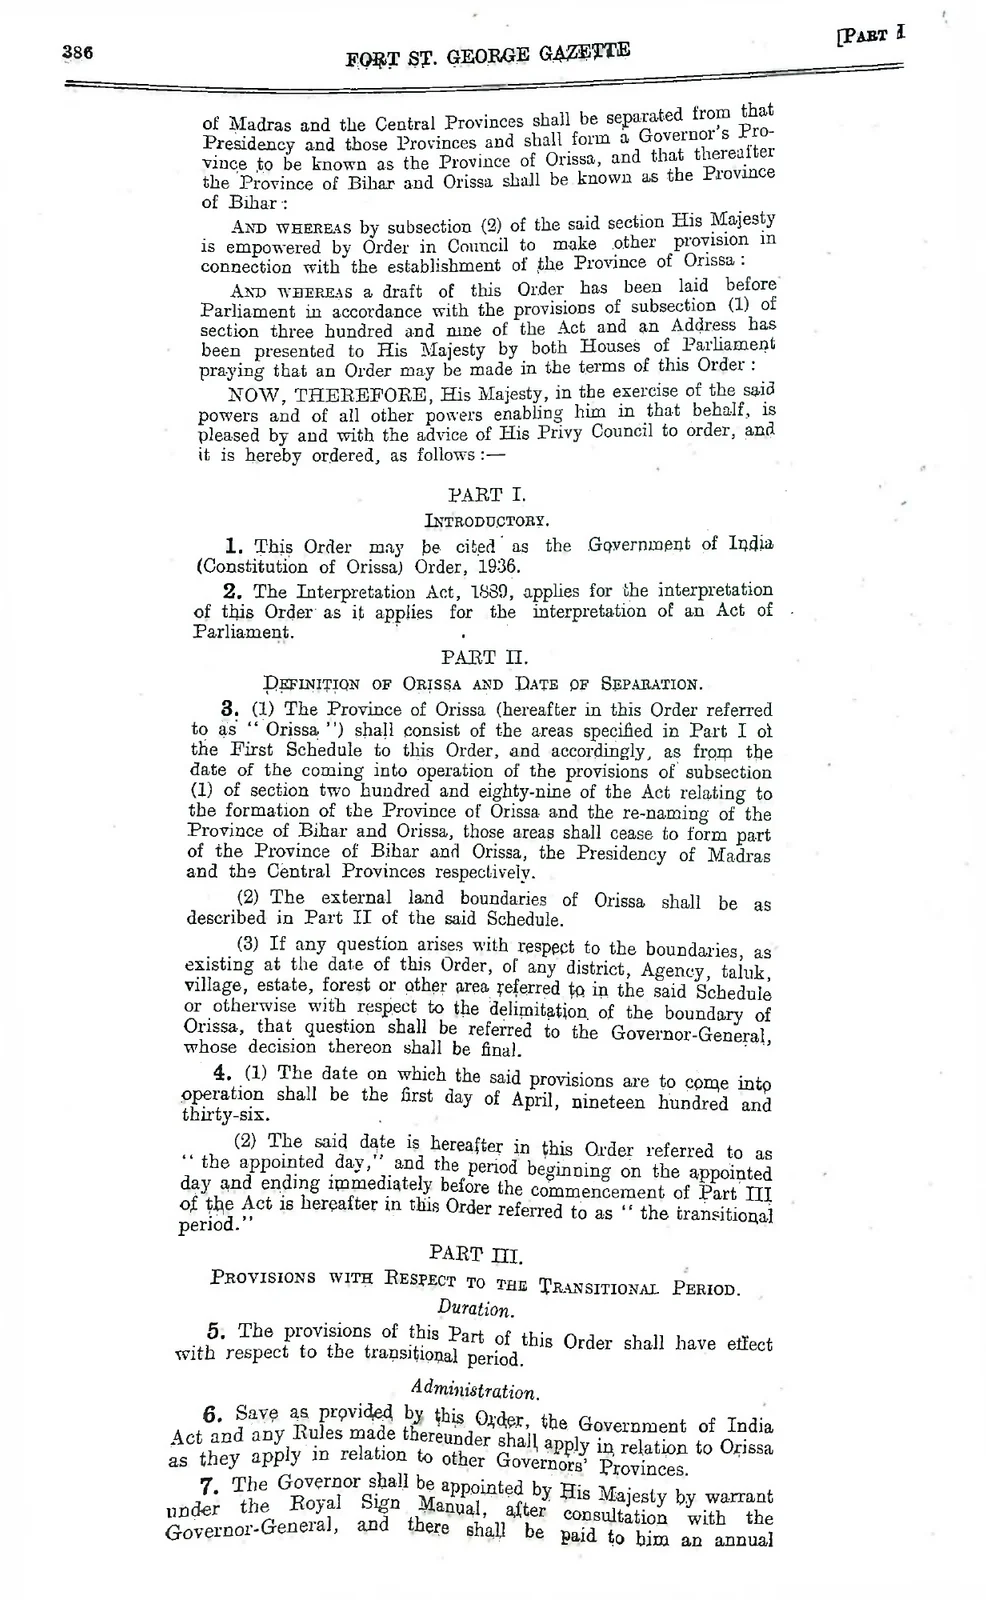 386
FORT ST. GEORGE GAZETTE
[PART I
of Madras and the Central Provinces shall be separated from that
Presidency and those Provinces and shall form a Governor's Pro-
vince to be known as the Province of Orissa, and that thereafter
the Province of Bihar and Orissa shall be known as the Province
of Bihar :
AND WHEREAS by subsection (2) of the said section His Majesty
is empowered by Order in Council to make other provision in
connection with the establishment of the Province of Orissa :
AND WHEREAS a draft of this Order has been laid before
Parliament in accordance with the provisions of subsection (1) of
section three hundred and nine of the Act and an Address has
been presented to His Majesty by both Houses of Parliament
praying that an Order may be made in the terms of this Order :
NOW, THEREFORE, His Majesty, in the exercise of the said
powers and of all other powers enabling him in that behalf, is
pleased by and with the advice of His Privy Council to order, and
it is hereby ordered, as follows :—
PART I.
INTRODUCTORY.
1. This Order may be cited as the Government of India
(Constitution of Orissa) Order, 1936.
2. The Interpretation Act, 1889, applies for the interpretation
of this Order as it applies for the interpretation of an Act of
Parliament.
PART II.
DEFINITION OF ORISSA AND DATE OF SEPARATION.
3. (1) The Province of Orissa (hereafter in this Order referred
to as " Orissa ") shall consist of the areas specified in Part I of
the First Schedule to this Order, and accordingly, as from the
date of the coming into operation of the provisions of subsection
(1) of section two hundred and eighty-nine of the Act relating to
the formation of the Province of Orissa and the re-naming of the
Province of Bihar and Orissa, those areas shall cease to form part
of the Province of Bihar and Orissa, the Presidency of Madras
and the Central Provinces respectively.
(2) The external land boundaries of Orissa shall be as
described in Part II of the said Schedule.
(3) If any question arises with respect to the boundaries, as
existing at the date of this Order, of any district, Agency, taluk,
village, estate, forest or other area referred to in the said Schedule
or otherwise with respect to the delimitation of the boundary of
Orissa, that question shall be referred to the Governor-General,
whose decision thereon shall be final.
4. (1) The date on which the said provisions are to come into
operation shall be the first day of April, nineteen hundred and
thirty-six.
(2) The said date is hereafter in this Order referred to as
" the appointed day," and the period beginning on the appointed
day and ending immediately before the commencement of Part III
of the Act is hereafter in this Order referred to as " the transitional
period."
PART III.
PROVISIONS WITH RESPECT TO THE TRANSITIONAL PERIOD.
Duration.
5. The provisions of this Part of this Order shall have effect
with respect to the transitional period.
Administration.
6. Save as provided by this Order, the Government of India
Act and any Rules made thereunder shall apply in relation to Orissa
as they apply in relation to other Governors' Provinces.
7. The Governor shall be appointed by His Majesty by warrant
under the Royal Sign Manual, after consultation with the
Governor-General, and there shall be paid to him an annual